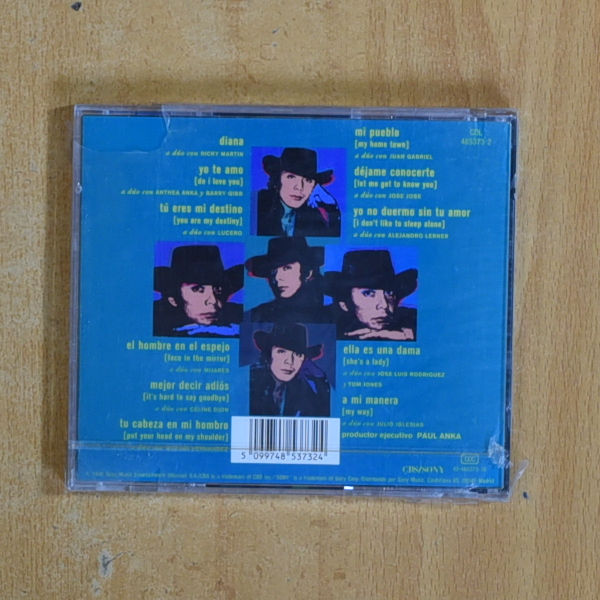 diana
a dúo con RICKY MARTIN
yo te amo
[do i love you]
a dúo con ANTHEA ANKA y BARRY GIBB
tú eres mi destino
[you are my destiny]
a dúo con LUCERO
el hombre en el espejo
[face in the mirror]
a dúo con MIJARES
mejor decir adiós
[it's hard to say goodbye]
a dúo con CELINE DION
tu cabeza en mi hombro
[put your head on my shoulder]
mi pueblo
[my home town]
a dúo con JUAN GABRIEL
déjame conocerte
[let me get to know you]
a dúo con JOSE JOSE
yo no duermo sin tu amor
[i don't like to sleep alone]
a dúo con ALEJANDRO LERNER
ella es una dama
[she's a lady]
a dúo con JOSE LUIS RODRIGUEZ
y TOM JONES
a mi manera
[my way]
a dúo con JULIO IGLESIAS
productor ejecutivo PAUL ANKA
COL
485373 2
5 099748 537324
CBS/SONY